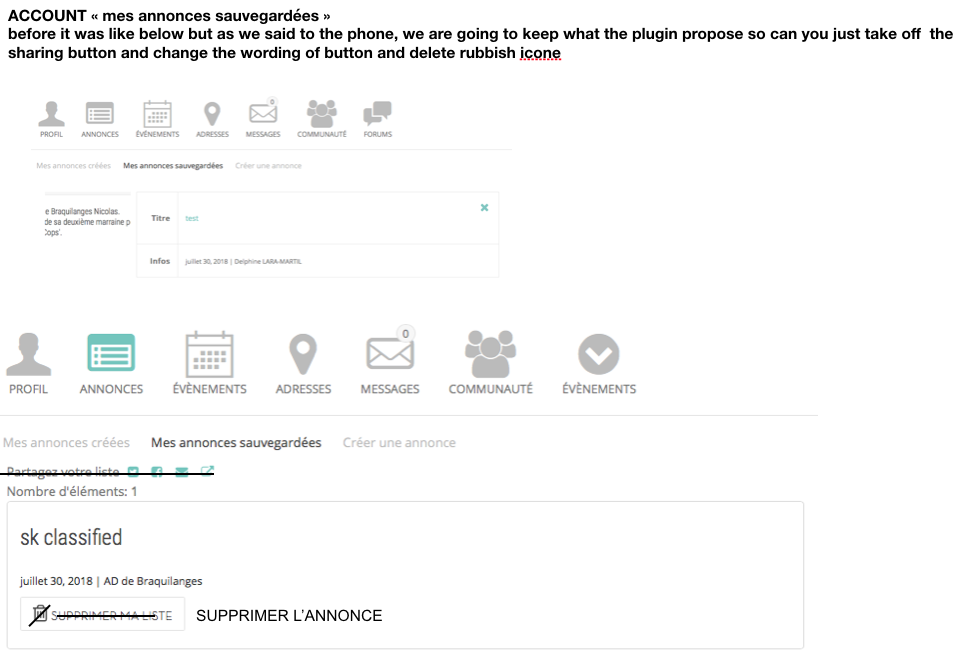 ACCOUNT « mes annonces sauvegardées »
before it was like below but as we said to the phone, we are going to keep what the plugin propose so can you just take off the
sharing button and change the wording of button and delete rubbish icone
0
PROFIL ANNONCES ÉVÈNEMENTS ADRESSES MESSAGES COMMUNAUTÉ FORUMS
Mes annonces créées Mes annonces sauvegardées Créer une annonce
e Braquilanges Nicolas.
de sa deuxième marraine p
Cops'.
Titre test
Infos juillet 30, 2018 | Delphine LARA-MARTIL
0
PROFIL ANNONCES ÉVÈNEMENTS ADRESSES MESSAGES COMMUNAUTÉ ÉVÈNEMENTS
Mes annonces créées Mes annonces sauvegardées Créer une annonce
Partagez votre liste
Nombre d'éléments: 1
sk classified
juillet 30, 2018 | AD de Braquilanges
SUPPRIMER MA LISTE SUPPRIMER L'ANNONCE